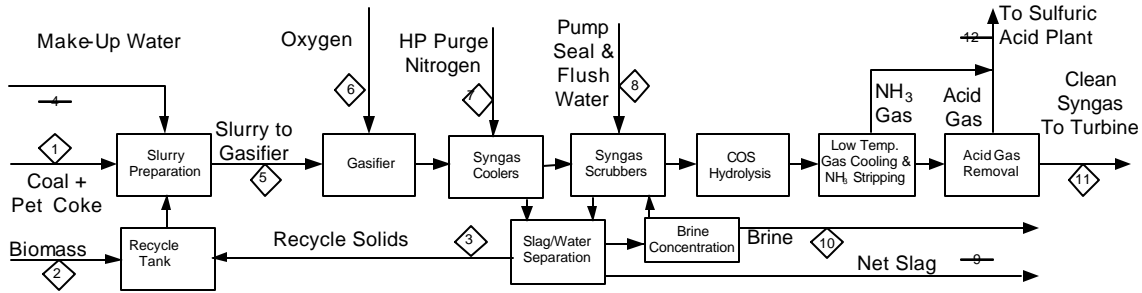 To Sulfuric
Acid Plant
12
Make-Up Water
Oxygen
HP Purge
Nitrogen
Pump
Seal &
Flush
Water
6
7
8
4
NH3
Gas
Acid
Gas
Clean
Syngas
To Turbine
1
Coal +
Pet Coke
Slurry
Preparation
Slurry to
Gasifier
5
Gasifier
Syngas
Coolers
Syngas
Scrubbers
COS
Hydrolysis
Low Temp.
Gas Cooling &
NH3 Stripping
Acid Gas
Removal
11
Biomass
2
Recycle
Tank
Recycle Solids
3
Slag/Water
Separation
Brine
Concentration
Brine
10
Net Slag
9